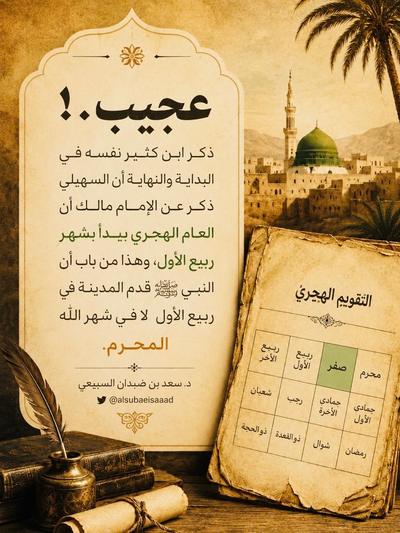 عجيب..!
ذكر ابن كثير نفسه في
البداية والنهاية أن السهيلي
ذكر عن الإمام مالك أن
العام الهجري يبدأ بشهر
ربيع الأول، وهذا من باب أن
النبي ﷺ قدم المدينة في
ربيع الأول لا في شهر الله
المحرم.
د. سعد بن ضبدان السبيعي
@alsubaeisaaad
التقويم الهجري
محرم صفر ربيع الأول ربيع الآخر
جمادى الأول جمادى الآخرة رجب شعبان
رمضان شوال ذو القعدة ذو الحجة